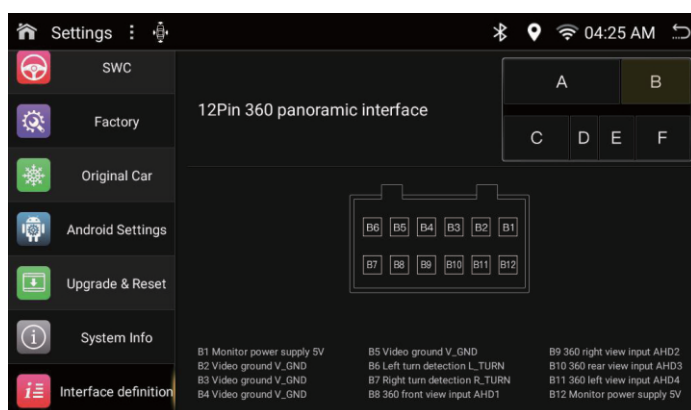 Settings
04:25 AM
SWC
Factory
Original Car
Android Settings
Upgrade & Reset
System Info
Interface definition
12Pin 360 panoramic interface
A B
C D E F
B6 B5 B4 B3 B2 B1
B7 B8 B9 B10 B11 B12
B1 Monitor power supply 5V
B2 Video ground V_GND
B3 Video ground V_GND
B4 Video ground V_GND
B5 Video ground V_GND
B6 Left turn detection L_TURN
B7 Right turn detection R_TURN
B8 360 front view input AHD1
B9 360 right view input AHD2
B10 360 rear view input AHD3
B11 360 left view input AHD4
B12 Monitor power supply 5V